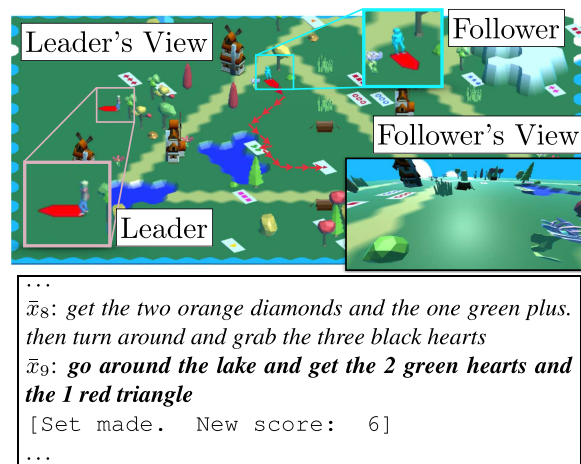 Leader's View
Follower
Follower's View
Leader
...
x̄₈: get the two orange diamonds and the one green plus.
then turn around and grab the three black hearts
x̄₉: go around the lake and get the 2 green hearts and
the 1 red triangle
[Set made. New score: 6]
...